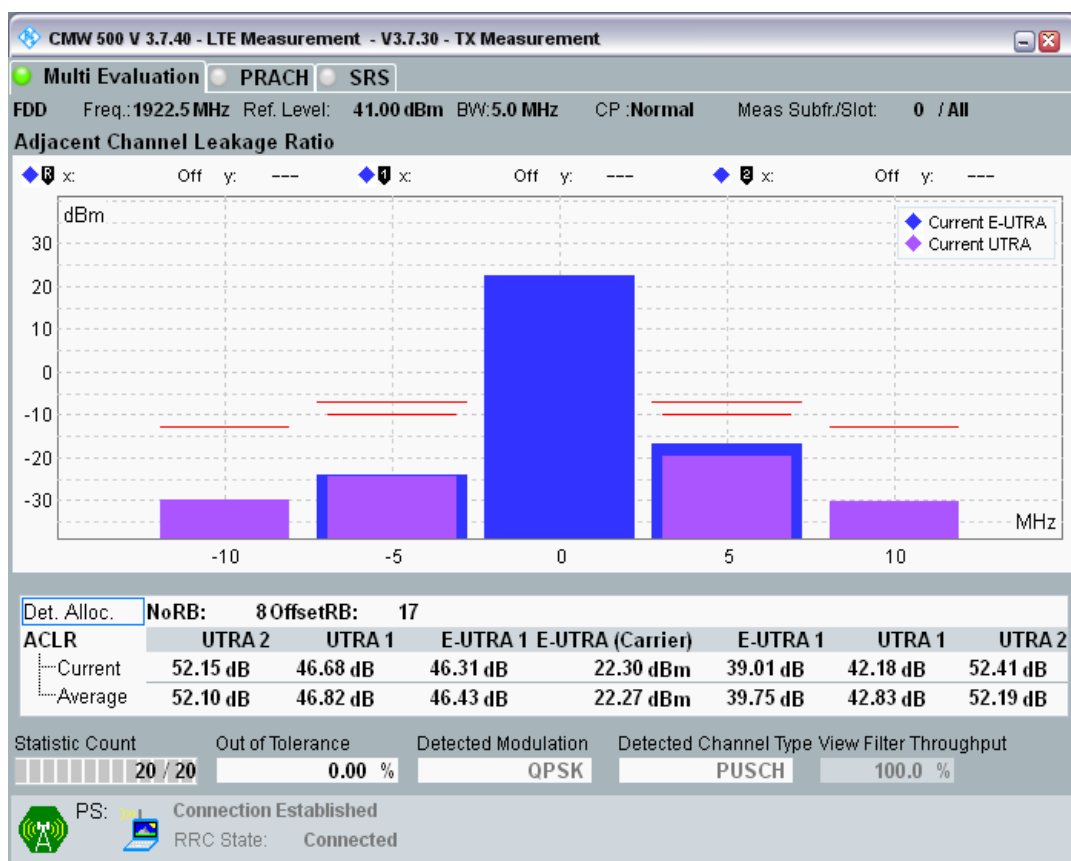 CMW 500 V 3.7.40 - LTE Measurement - V3.7.30 - TX Measurement
Multi Evaluation PRACH SRS
FDD Freq.: 1922.5 MHz Ref. Level: 41.00 dBm BW: 5.0 MHz CP : Normal Meas Subfr./Slot: 0 / All
Adjacent Channel Leakage Ratio
R x: Off y: --- 1 x: Off y: --- 2 x: Off y: ---
dBm
Current E-UTRA
Current UTRA
30
20
10
0
-10
-20
-30
MHz
-10 -5 0 5 10
Det. Alloc. NoRB: 8 OffsetRB: 17
ACLR UTRA 2 UTRA 1 E-UTRA 1 E-UTRA (Carrier) E-UTRA 1 UTRA 1 UTRA 2
Current 52.15 dB 46.68 dB 46.31 dB 22.30 dBm 39.01 dB 42.18 dB 52.41 dB
Average 52.10 dB 46.82 dB 46.43 dB 22.27 dBm 39.75 dB 42.83 dB 52.19 dB
Statistic Count Out of Tolerance Detected Modulation Detected Channel Type View Filter Throughput
20 / 20 0.00 % QPSK PUSCH 100.0 %
PS: Connection Established
RRC State: Connected